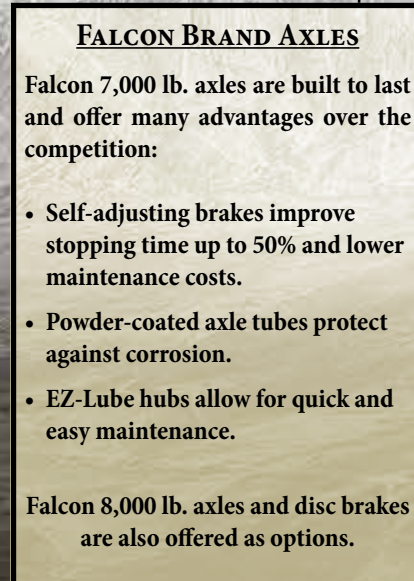 Falcon Brand Axles
Falcon 7,000 lb. axles are built to last
and offer many advantages over the
competition:
• Self-adjusting brakes improve
stopping time up to 50% and lower
maintenance costs.
• Powder-coated axle tubes protect
against corrosion.
• EZ-Lube hubs allow for quick and
easy maintenance.
Falcon 8,000 lb. axles and disc brakes
are also offered as options.